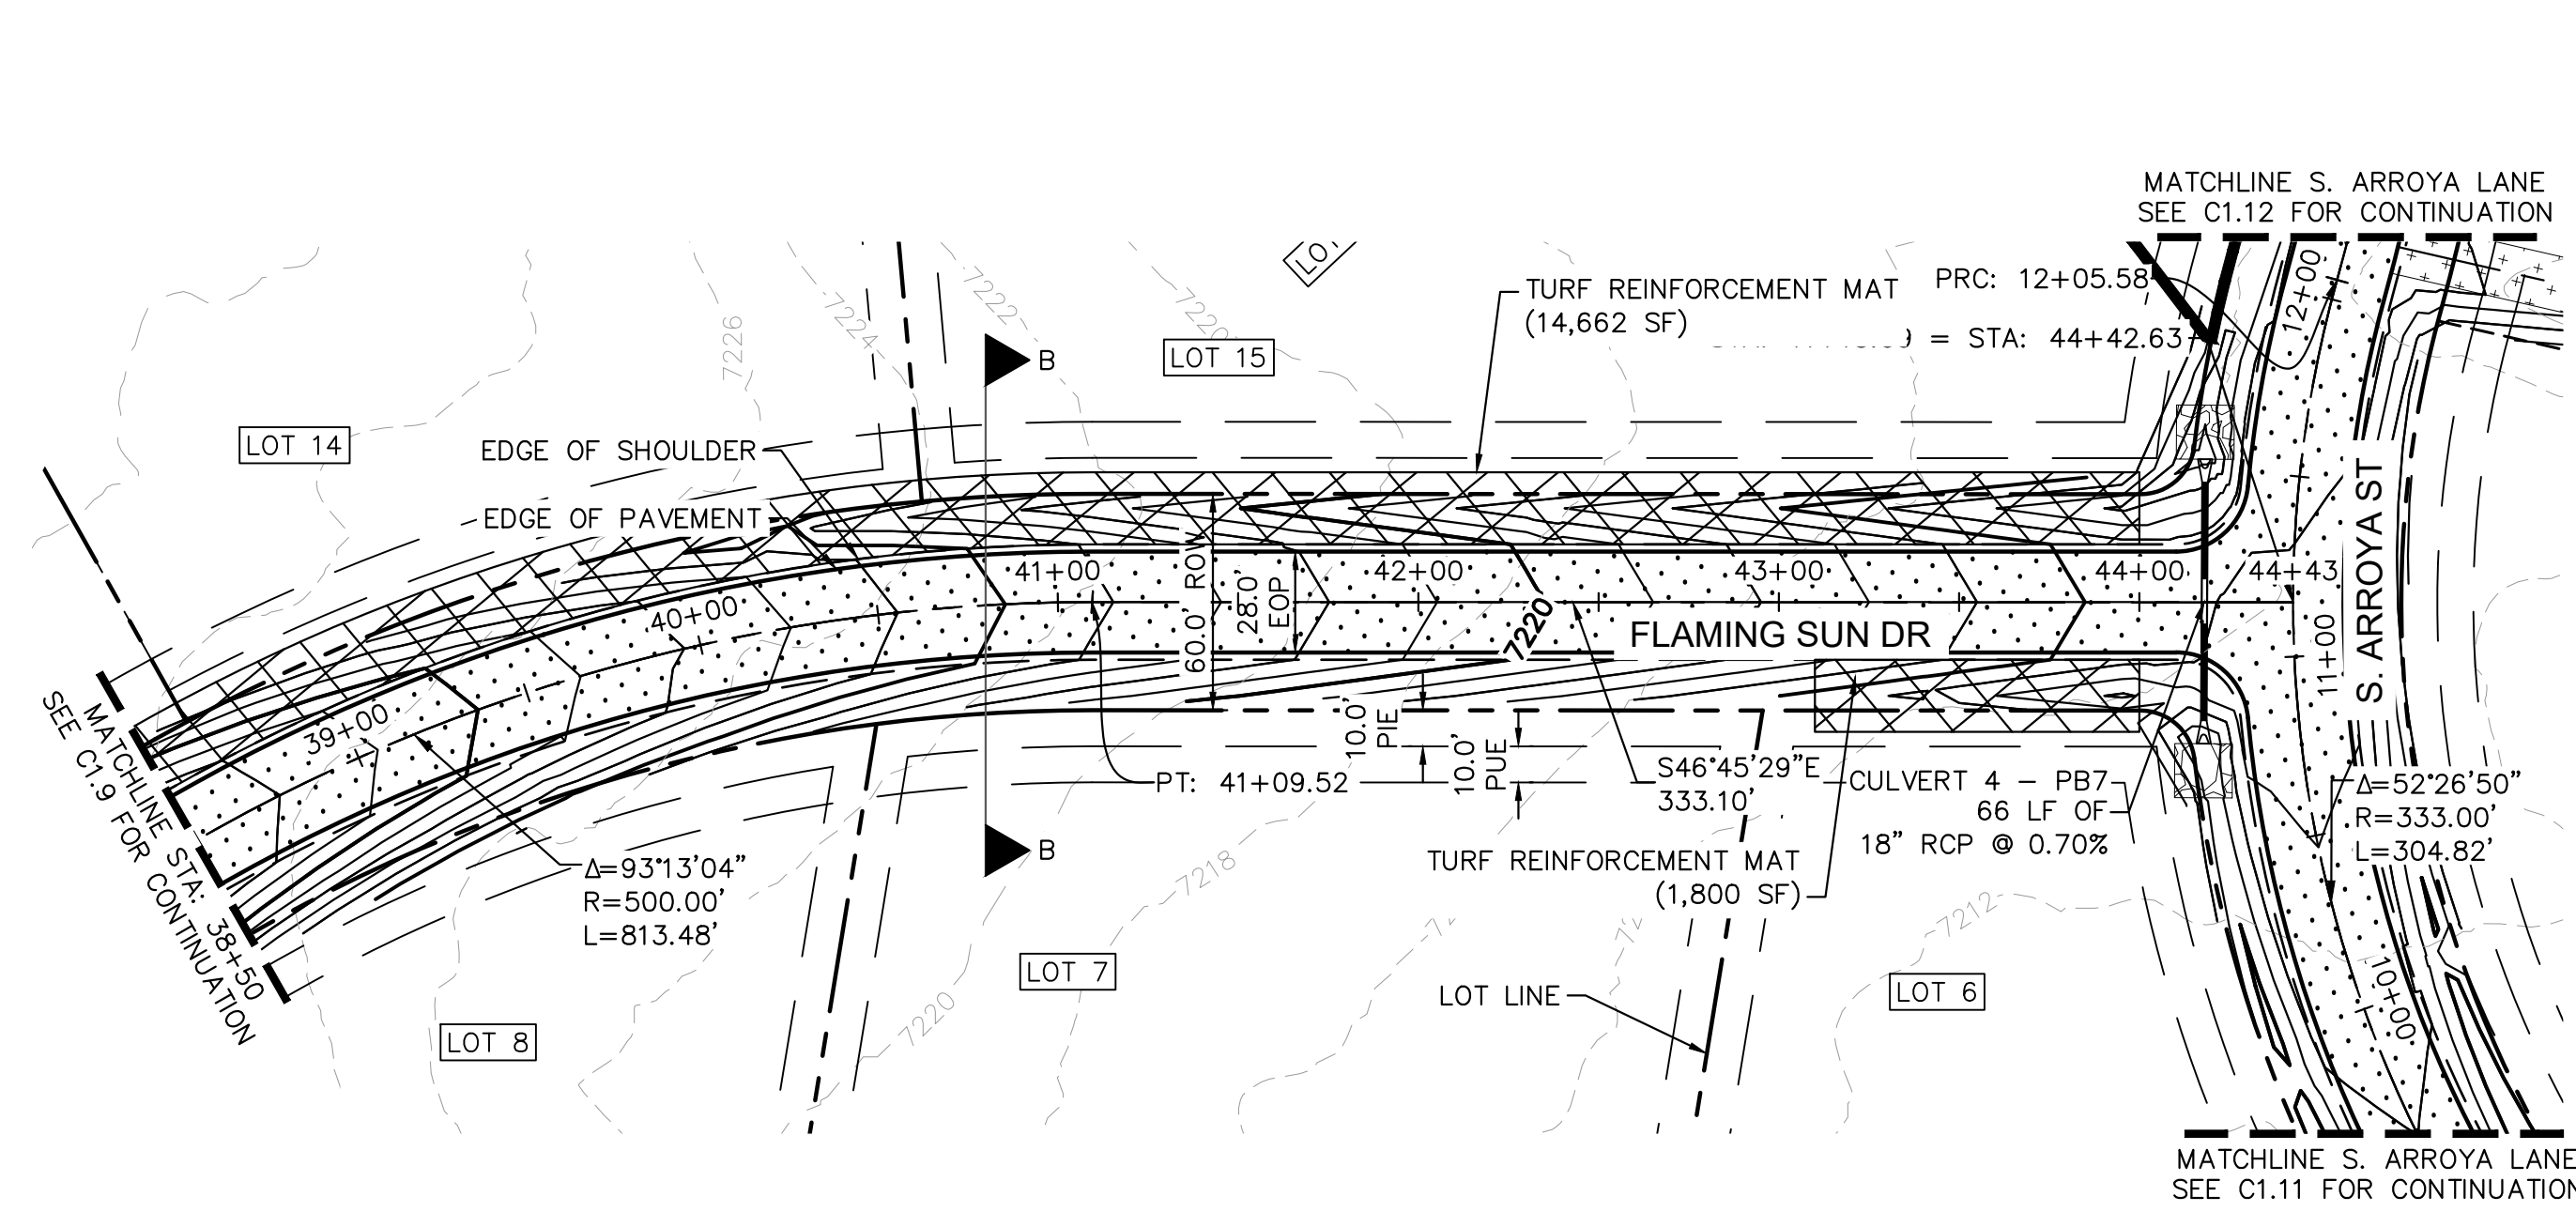 MATCHLINE S. ARROYA LANE
SEE C1.12 FOR CONTINUATION
TURF REINFORCEMENT MAT
(14,662 SF)
PRC: 12+05.58
= STA: 44+42.63
12+00
7226
7224
7222
7220
B
LOT 15
LOT 14
EDGE OF SHOULDER
EDGE OF PAVEMENT
39+00
40+00
41+00
42+00
43+00
44+00
44+43
60.0' ROW
28.0'
EOP
7220
FLAMING SUN DR
11+00
S. ARROYA ST
10.0'
PIE
10.0'
PUE
PT: 41+09.52
S46°45'29"E
333.10'
CULVERT 4 – PB7
66 LF OF
18" RCP @ 0.70%
Δ=52°26'50"
R=333.00'
L=304.82'
MATCHLINE STA: 38+50
SEE C1.9 FOR CONTINUATION
Δ=93°13'04"
R=500.00'
L=813.48'
B
TURF REINFORCEMENT MAT
(1,800 SF)
7218
7212
7220
LOT 7
LOT 6
LOT LINE
LOT 8
10+00
MATCHLINE S. ARROYA LANE
SEE C1.11 FOR CONTINUATION